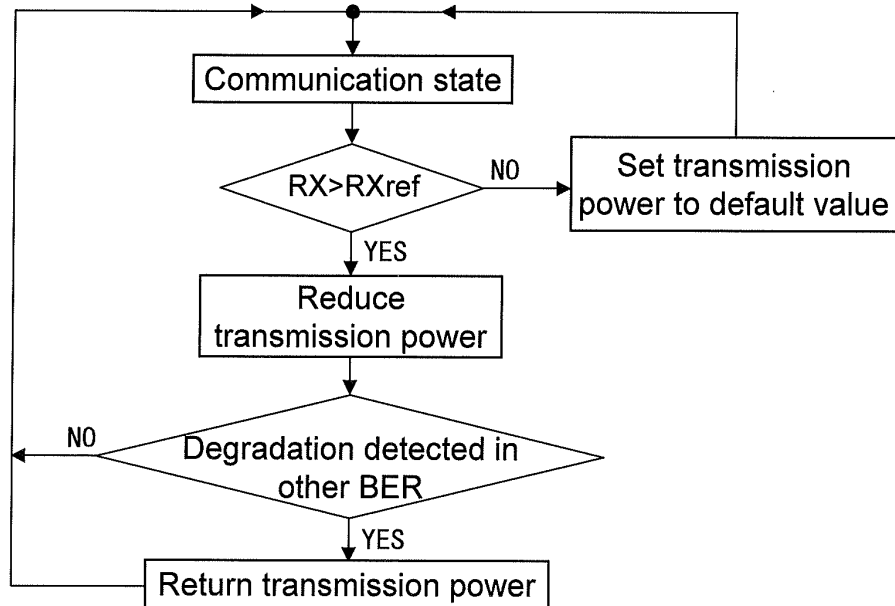 Communication state
RX>RXref
NO
Set transmission
power to default value
YES
Reduce
transmission power
NO
Degradation detected in
other BER
YES
Return transmission power